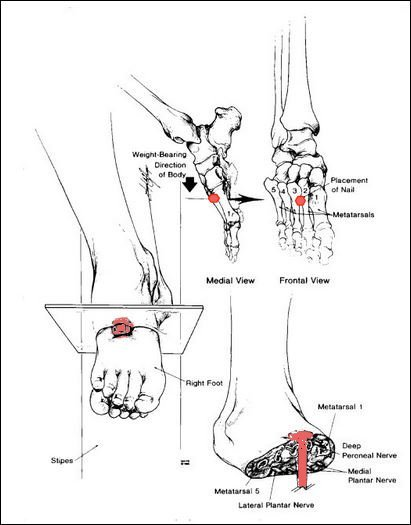 Weight-Bearing
Direction
of Body
Placement
of Nail
5 4 3 2
1
Metatarsals
Medial View
Frontal View
Right Foot
Stipes
Metatarsal 1
Deep
Peroneal Nerve
Medial
Plantar Nerve
Metatarsal 5
Lateral Plantar Nerve